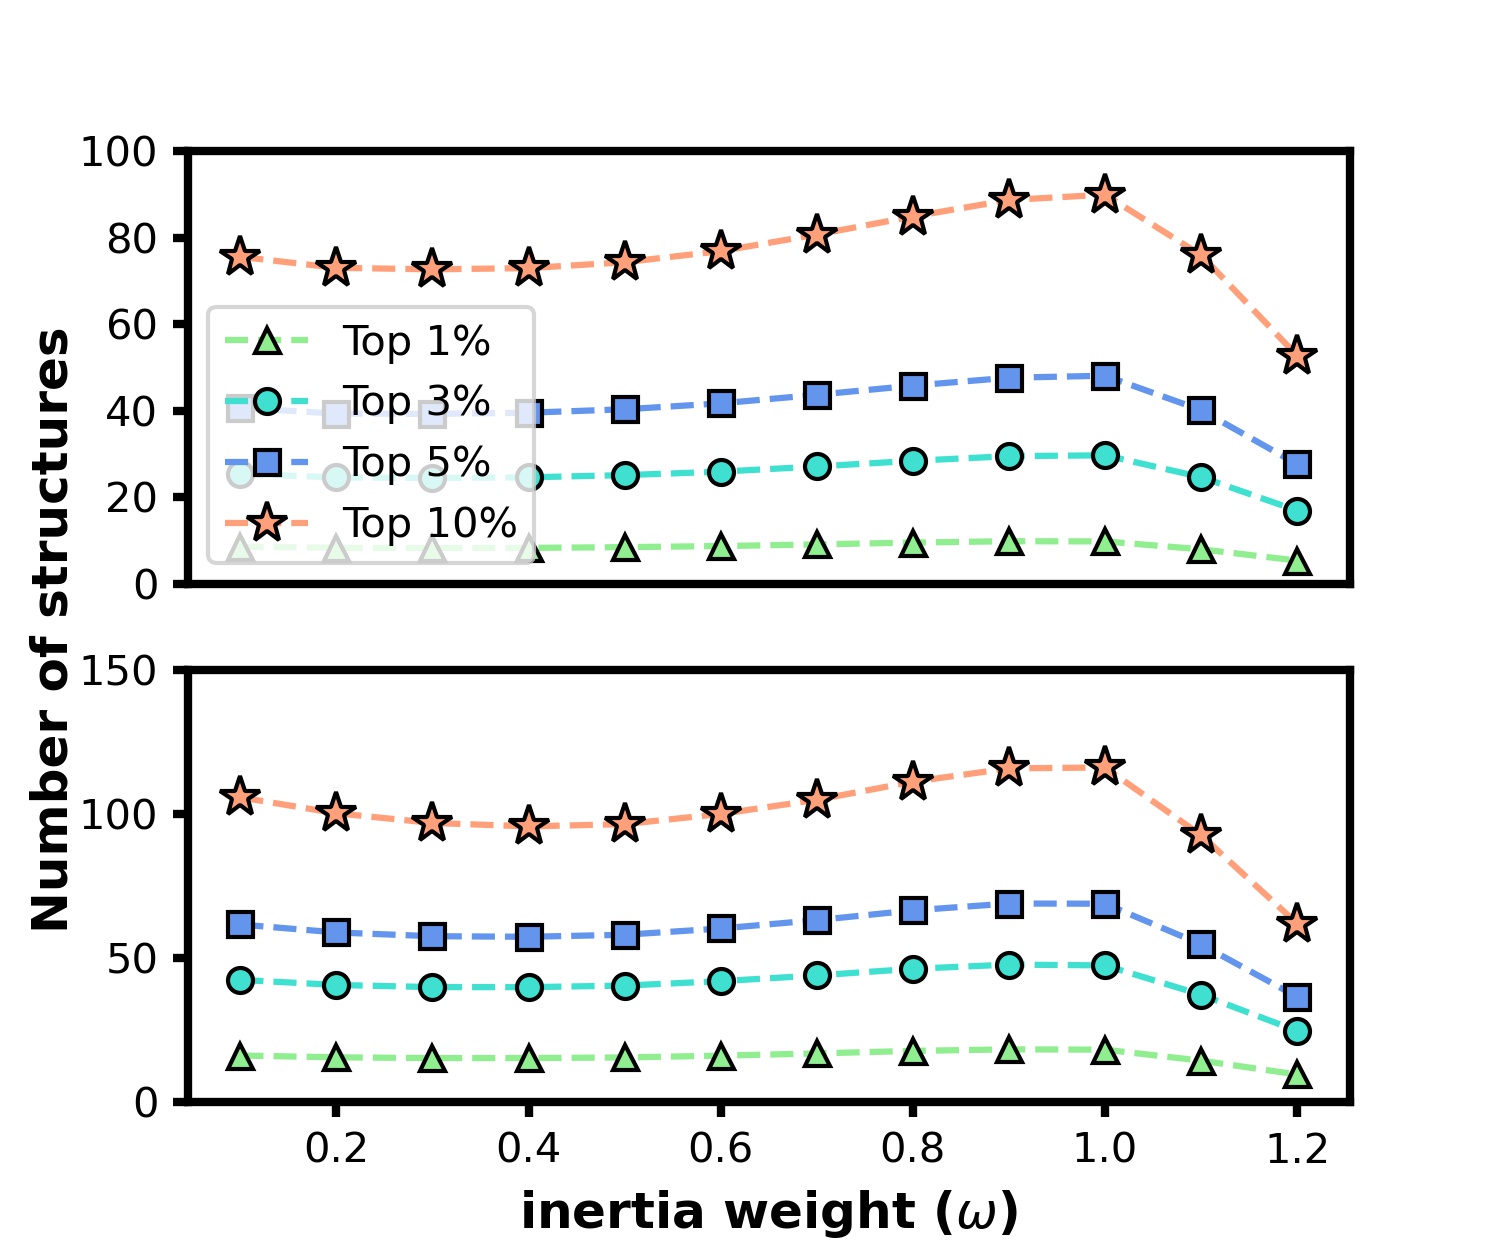 100
80
60
40
20
0
Top 1%
Top 3%
Top 5%
Top 10%
Number of structures
150
100
50
0
0.2 0.4 0.6 0.8 1.0 1.2
inertia weight (ω)